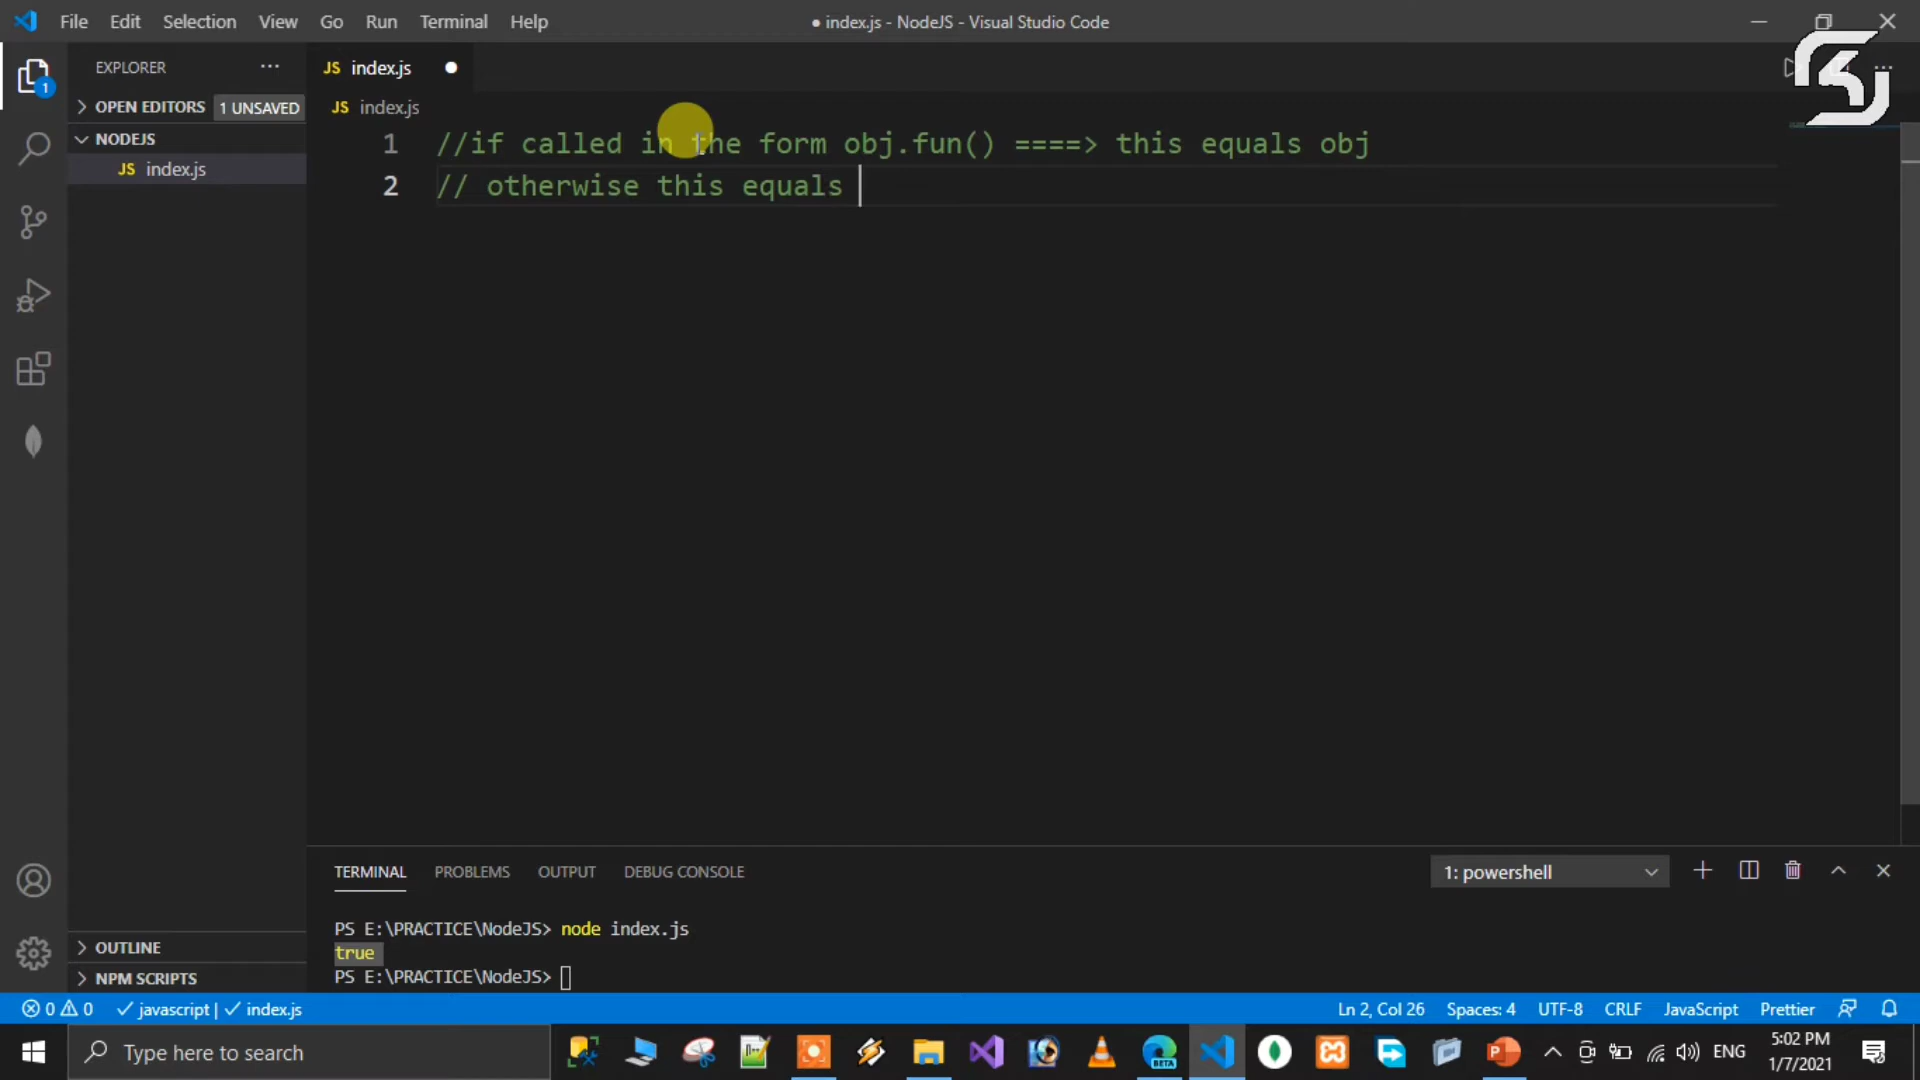 File Edit Selection View Go Run Terminal Help
● index.js - NodeJS - Visual Studio Code
EXPLORER
OPEN EDITORS 1 UNSAVED
NODEJS
JS index.js
JS index.js
JS index.js
1 //if called in the form obj.fun() ====> this equals obj
2 // otherwise this equals
1
OUTLINE
NPM SCRIPTS
TERMINAL PROBLEMS OUTPUT DEBUG CONSOLE
1: powershell
PS E:\PRACTICE\NodeJS> node index.js
true
PS E:\PRACTICE\NodeJS>
0 0 javascript | index.js
Ln 2, Col 26 Spaces: 4 UTF-8 CRLF JavaScript Prettier
Type here to search
BETA
ENG
5:02 PM
1/7/2021